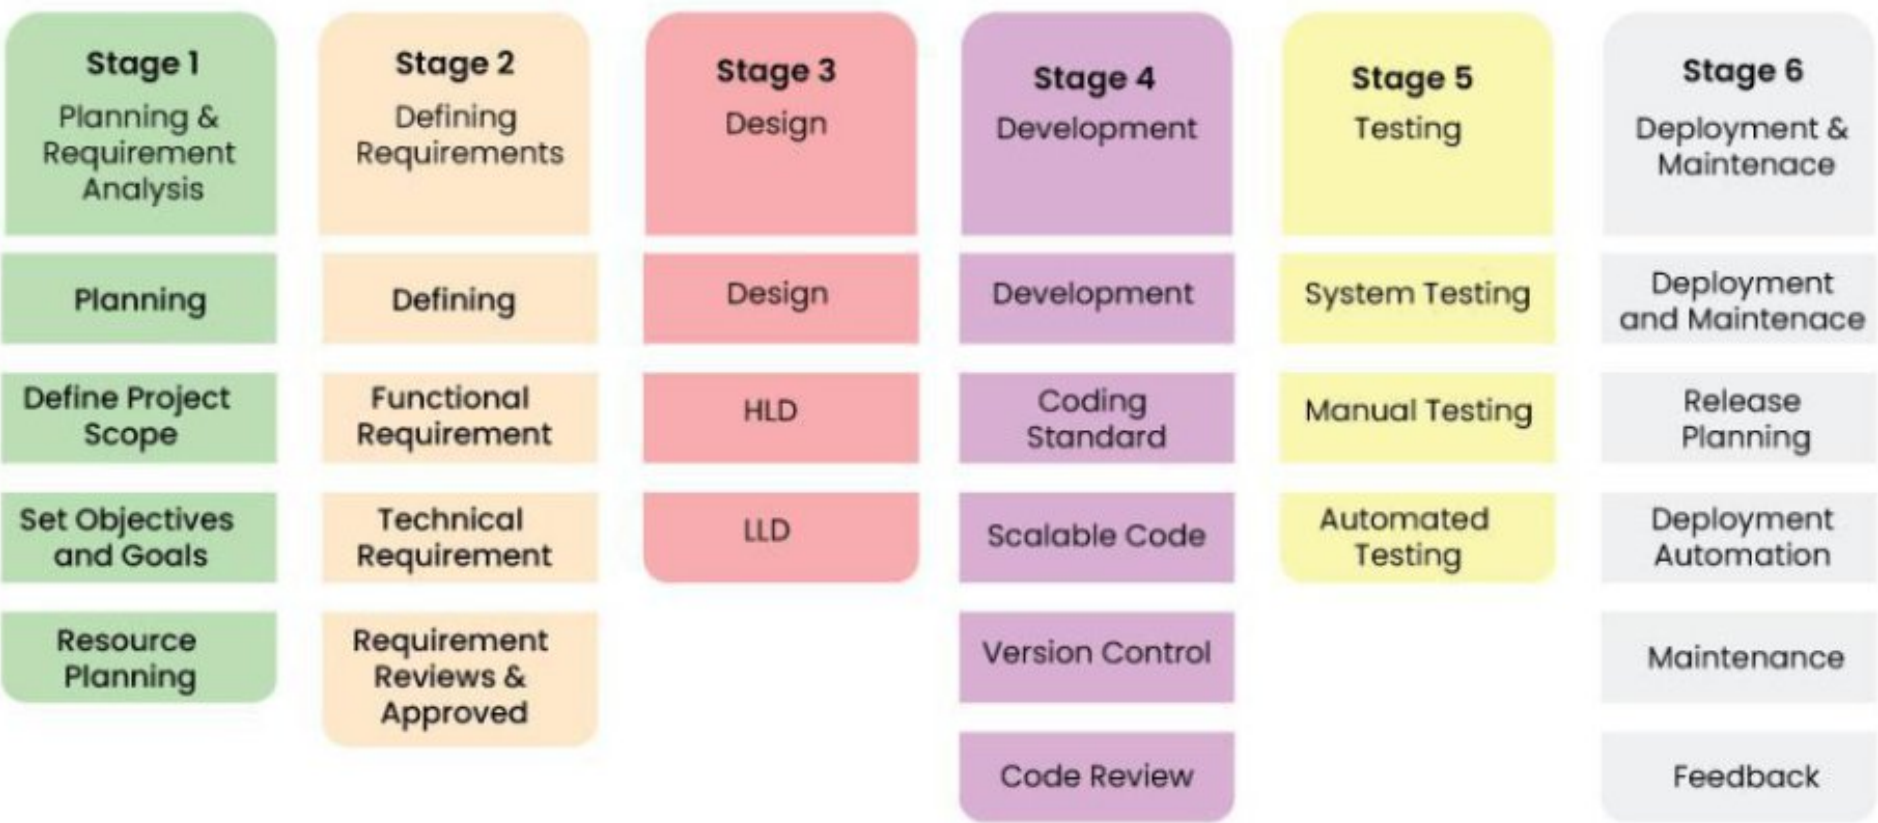 Stage 1
Planning &
Requirement
Analysis
Planning
Define Project
Scope
Set Objectives
and Goals
Resource
Planning
Stage 2
Defining
Requirements
Defining
Functional
Requirement
Technical
Requirement
Requirement
Reviews &
Approved
Stage 3
Design
Design
HLD
LLD
Stage 4
Development
Development
Coding
Standard
Scalable Code
Version Control
Code Review
Stage 5
Testing
System Testing
Manual Testing
Automated
Testing
Stage 6
Deployment &
Maintenace
Deployment
and Maintenace
Release
Planning
Deployment
Automation
Maintenance
Feedback